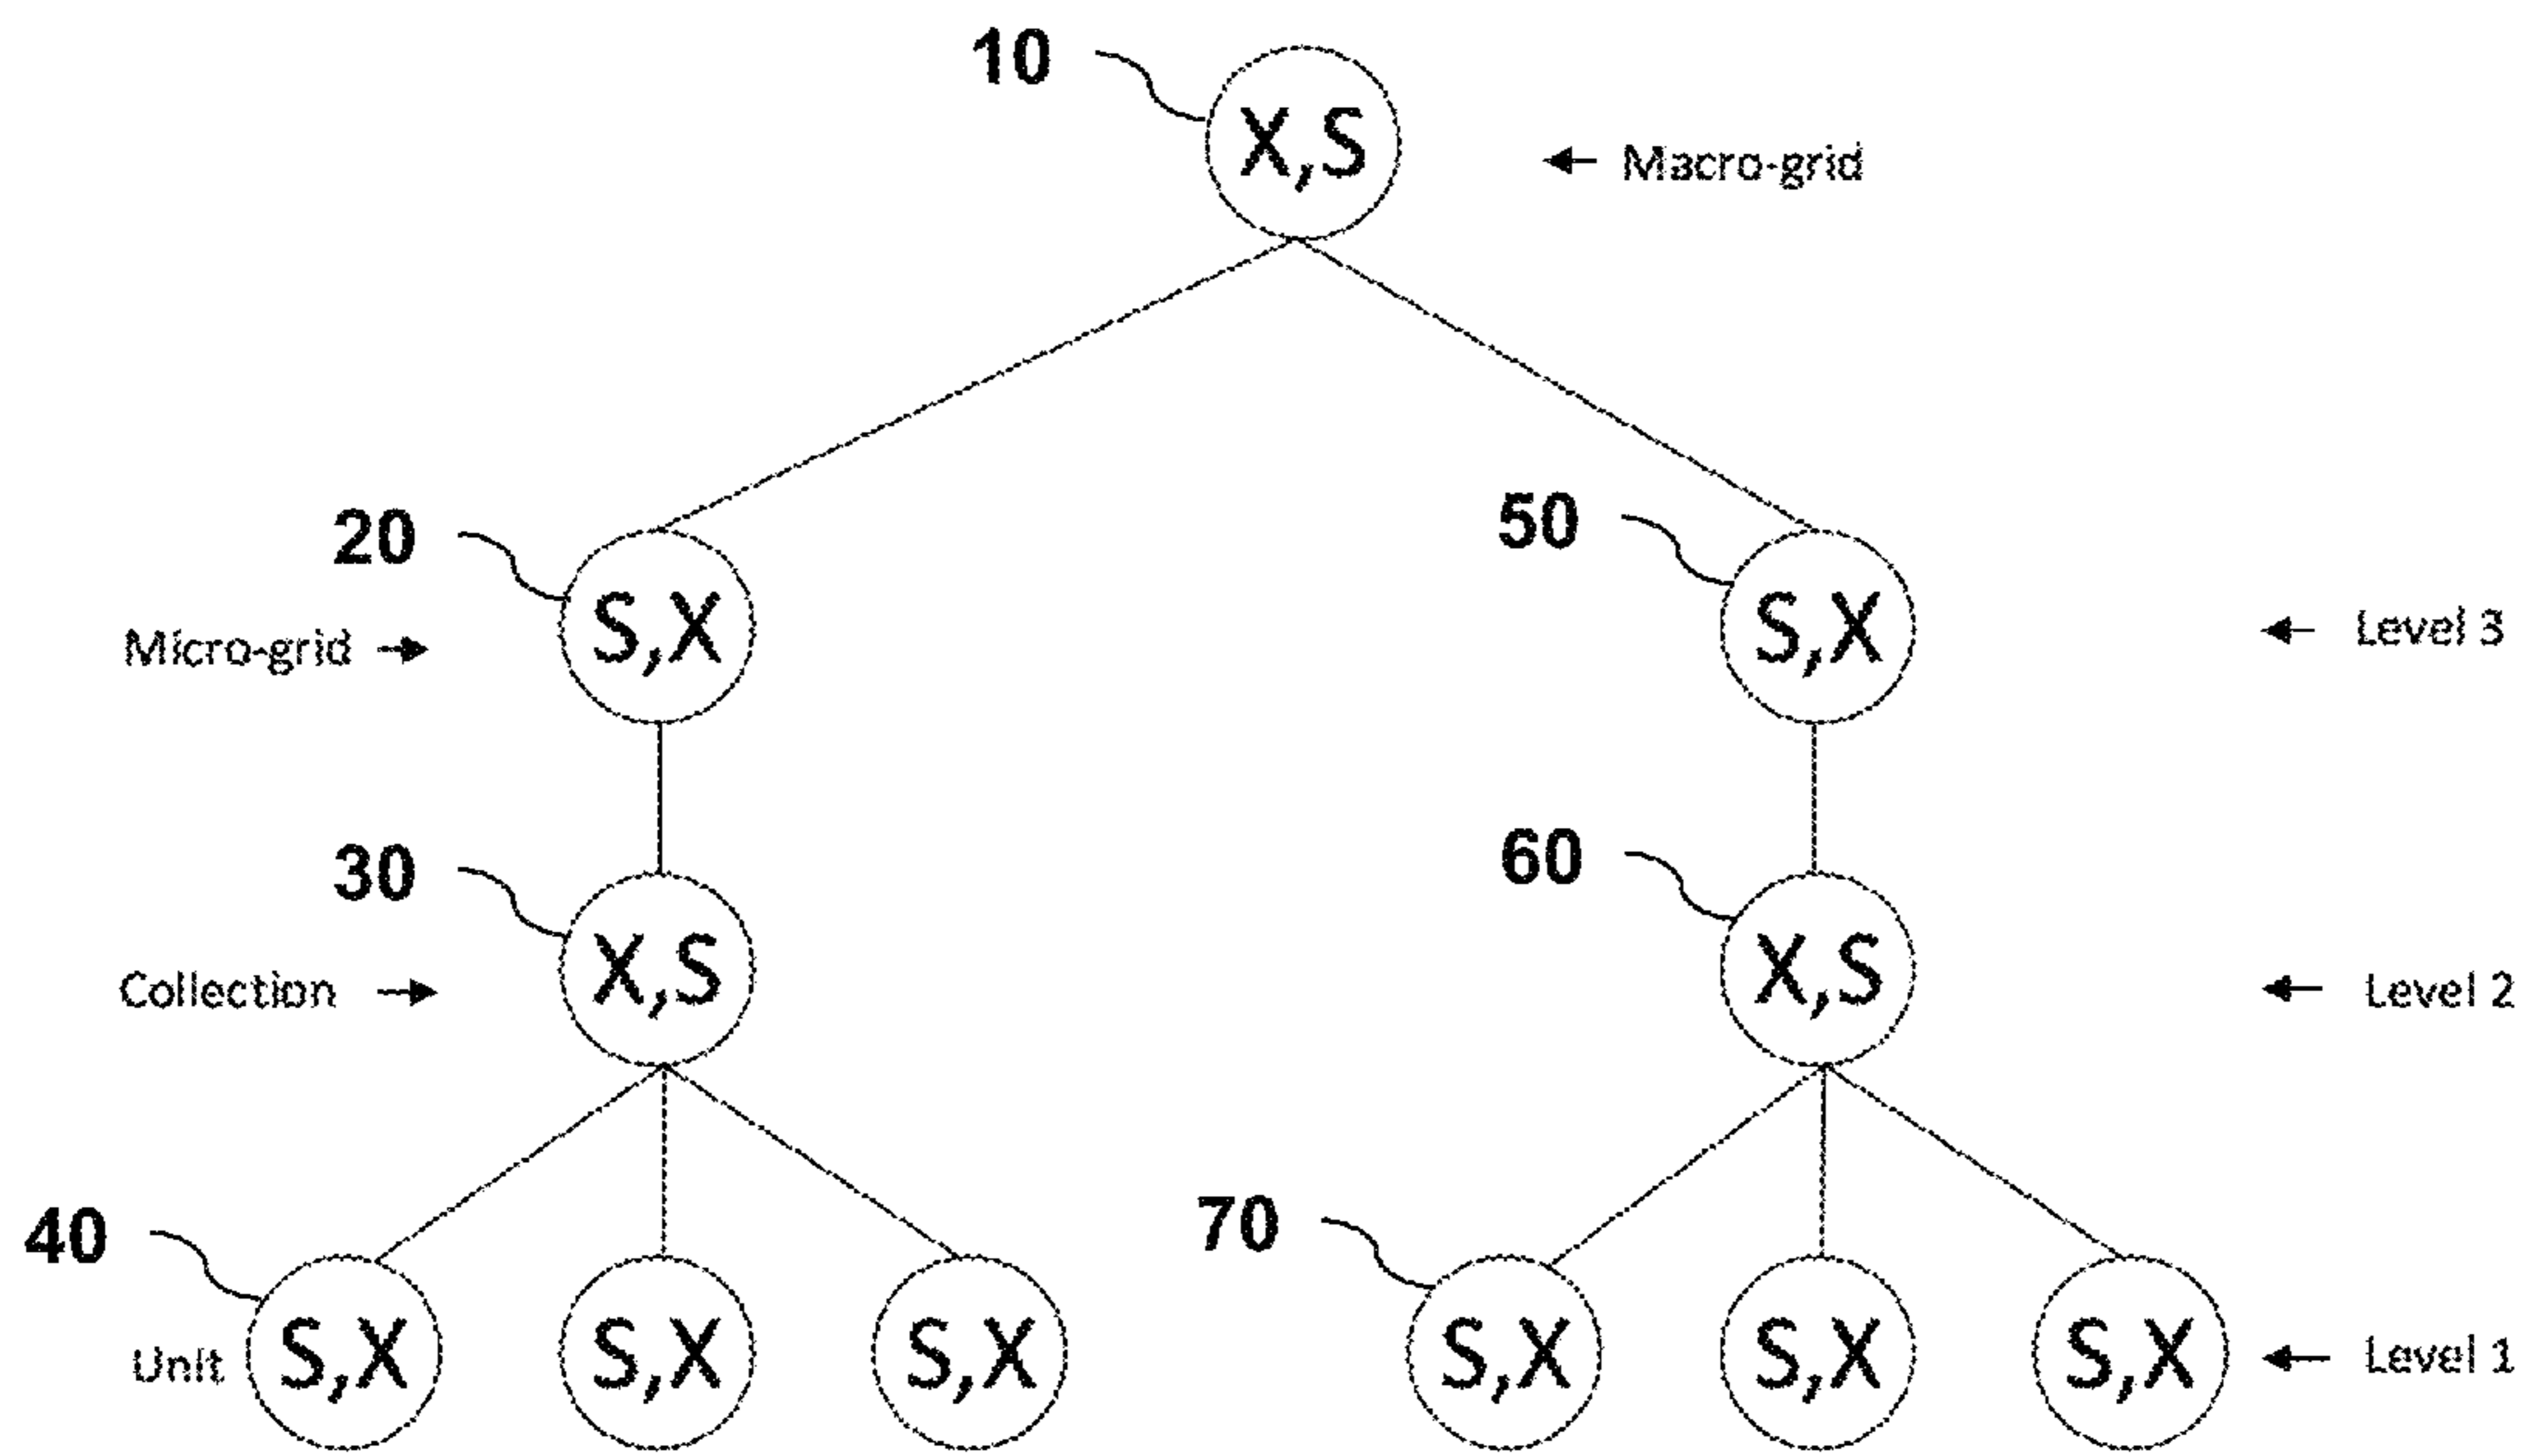 10
X,S
← Macro-grid
20
50
S,X
S,X
Micro-grid →
← Level 3
30
60
X,S
X,S
Collection →
← Level 2
40
70
Unit
S,X
S,X
S,X
S,X
S,X
S,X
← Level 1